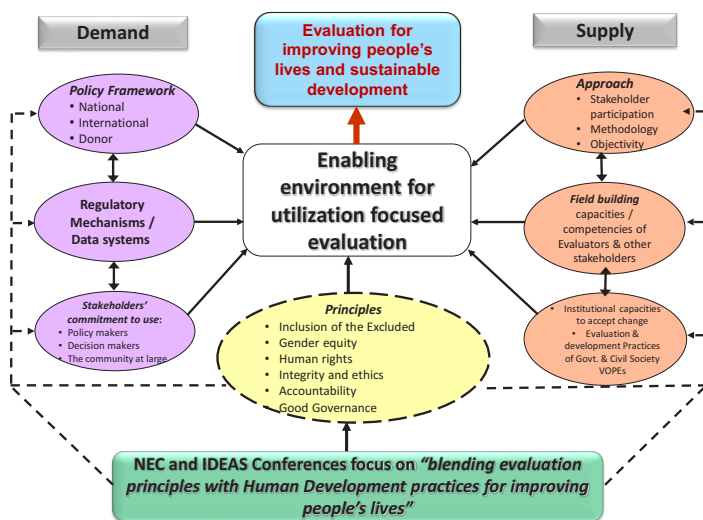 Demand
Evaluation for
improving people's
lives and sustainable
development
Supply
Policy Framework
• National
• International
• Donor
Regulatory
Mechanisms /
Data systems
Stakeholders'
commitment to use:
• Policy makers
• Decision makers
• The community at large
Enabling
environment for
utilization focused
evaluation
Principles
• Inclusion of the Excluded
• Gender equity
• Human rights
• Integrity and ethics
• Accountability
• Good Governance
Approach
• Stakeholder
participation
• Methodology
• Objectivity
Field building
capacities /
competencies of
Evaluators & other
stakeholders
• Institutional capacities
to accept change
• Evaluation &
development Practices
of Govt. & Civil Society
VOPEs
NEC and IDEAS Conferences focus on "blending evaluation
principles with Human Development practices for improving
people's lives"